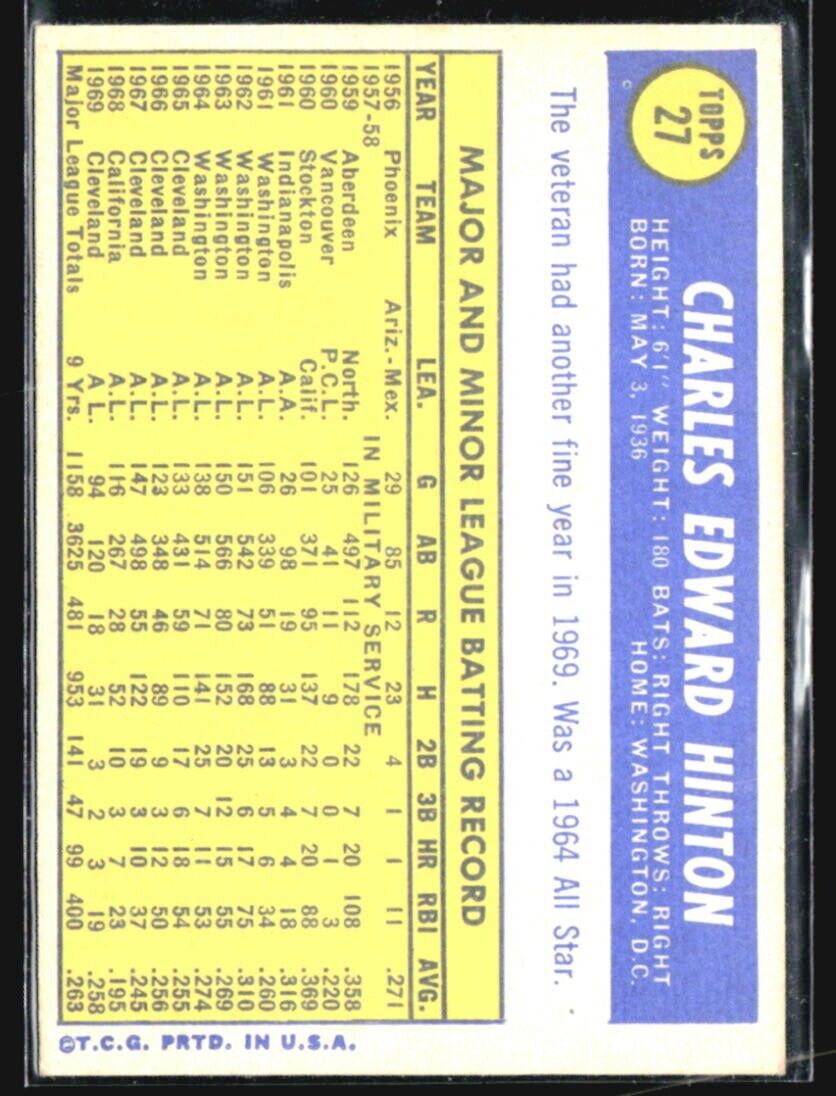 TOPPS
27
CHARLES EDWARD HINTON
HEIGHT: 6'1" WEIGHT: 180 BATS: RIGHT THROWS: RIGHT
BORN: MAY 3, 1936 HOME: WASHINGTON, D.C.
©
The veteran had another fine year in 1969. Was a 1964 All Star.
MAJOR AND MINOR LEAGUE BATTING RECORD
YEAR TEAM LEA. G AB R H 2B 3B HR RBI AVG.
1956 Phoenix Ariz.-Mex. 29 85 12 23 4 1 1 11 .271
1957-58 IN MILITARY SERVICE
1959 Aberdeen North. 126 497 112 178 22 7 20 108 .358
1960 Vancouver P.C.L. 25 41 11 9 0 0 1 3 .220
1960 Stockton Calif. 101 371 95 137 22 7 20 88 .369
1961 Indianapolis A.A. 26 98 19 31 3 4 4 18 .316
1961 Washington A.L. 106 339 51 88 13 5 6 34 .260
1962 Washington A.L. 151 542 73 168 25 6 17 75 .310
1963 Washington A.L. 150 566 80 152 20 12 15 55 .269
1964 Washington A.L. 138 514 71 141 25 7 11 53 .274
1965 Cleveland A.L. 133 431 59 110 17 6 18 54 .255
1966 Cleveland A.L. 123 348 46 89 9 3 12 50 .256
1967 Cleveland A.L. 147 498 55 122 19 3 10 37 .245
1968 California A.L. 116 267 28 52 10 3 7 23 .195
1969 Cleveland A.L. 94 120 18 31 3 2 3 19 .258
Major League Totals 9 Yrs. 1158 3625 481 953 141 47 99 400 .263
©T.C.G. PRTD. IN U.S.A.